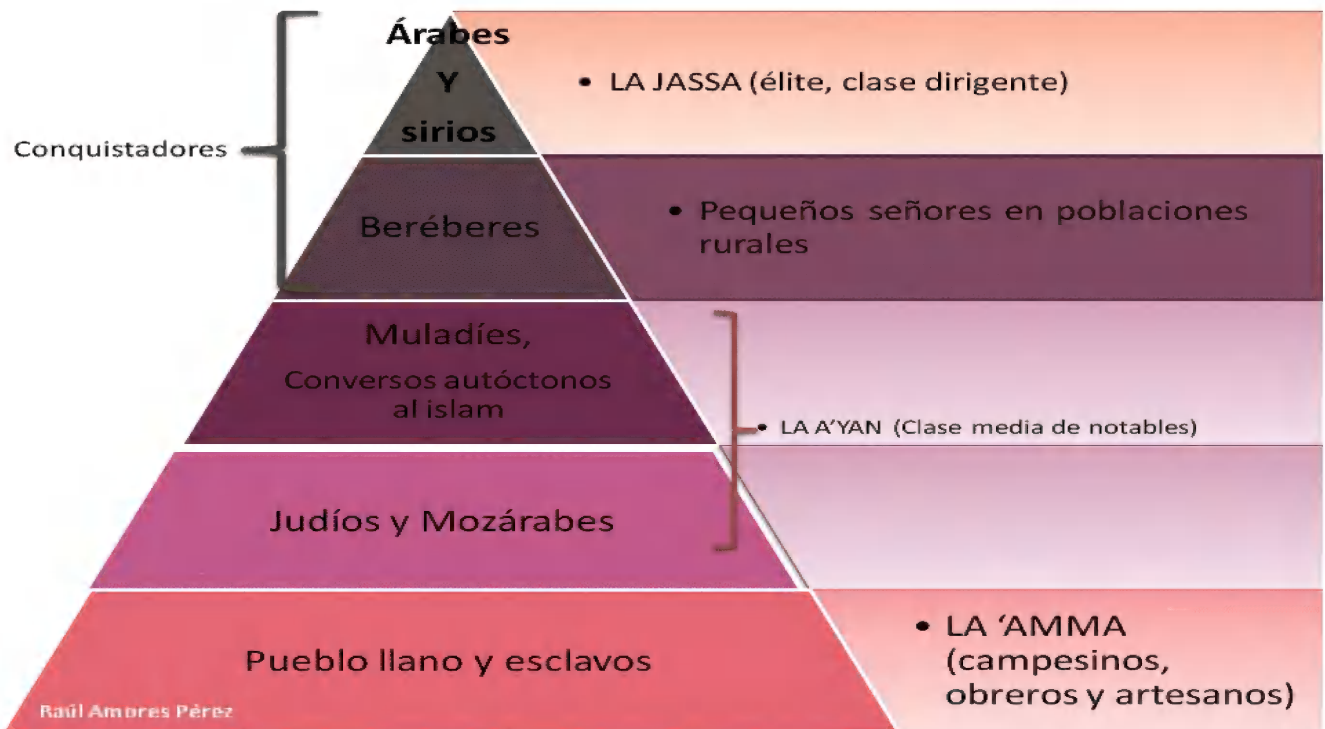 Árabes
Y
sirios
• LA JASSA (élite, clase dirigente)
Conquistadores
Beréberes
• Pequeños señores en poblaciones
rurales
Muladíes,
Conversos autóctonos
al islam
• LA A'YAN (Clase media de notables)
Judíos y Mozárabes
Pueblo llano y esclavos
• LA ‘AMMA
(campesinos,
obreros y artesanos)
Raúl Amores Pérez